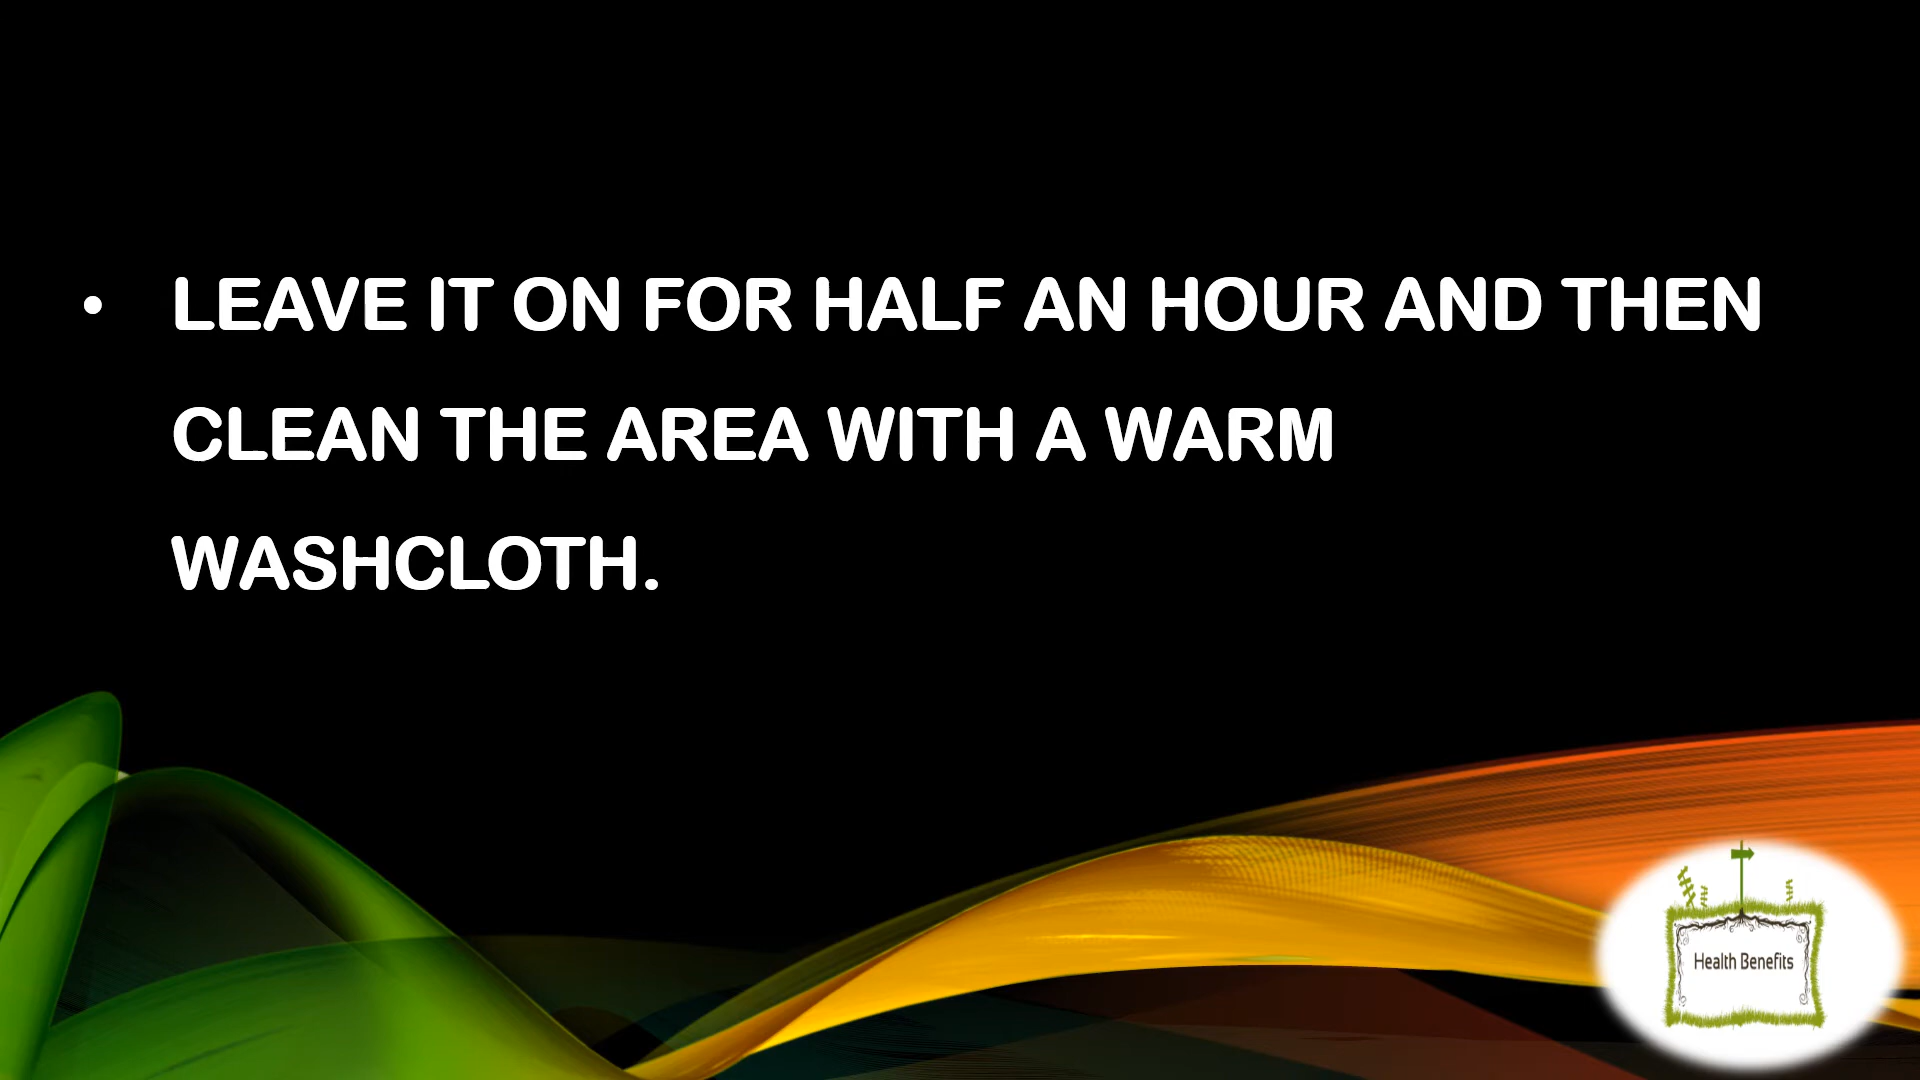 • LEAVE IT ON FOR HALF AN HOUR AND THEN
CLEAN THE AREA WITH A WARM
WASHCLOTH.
Health Benefits